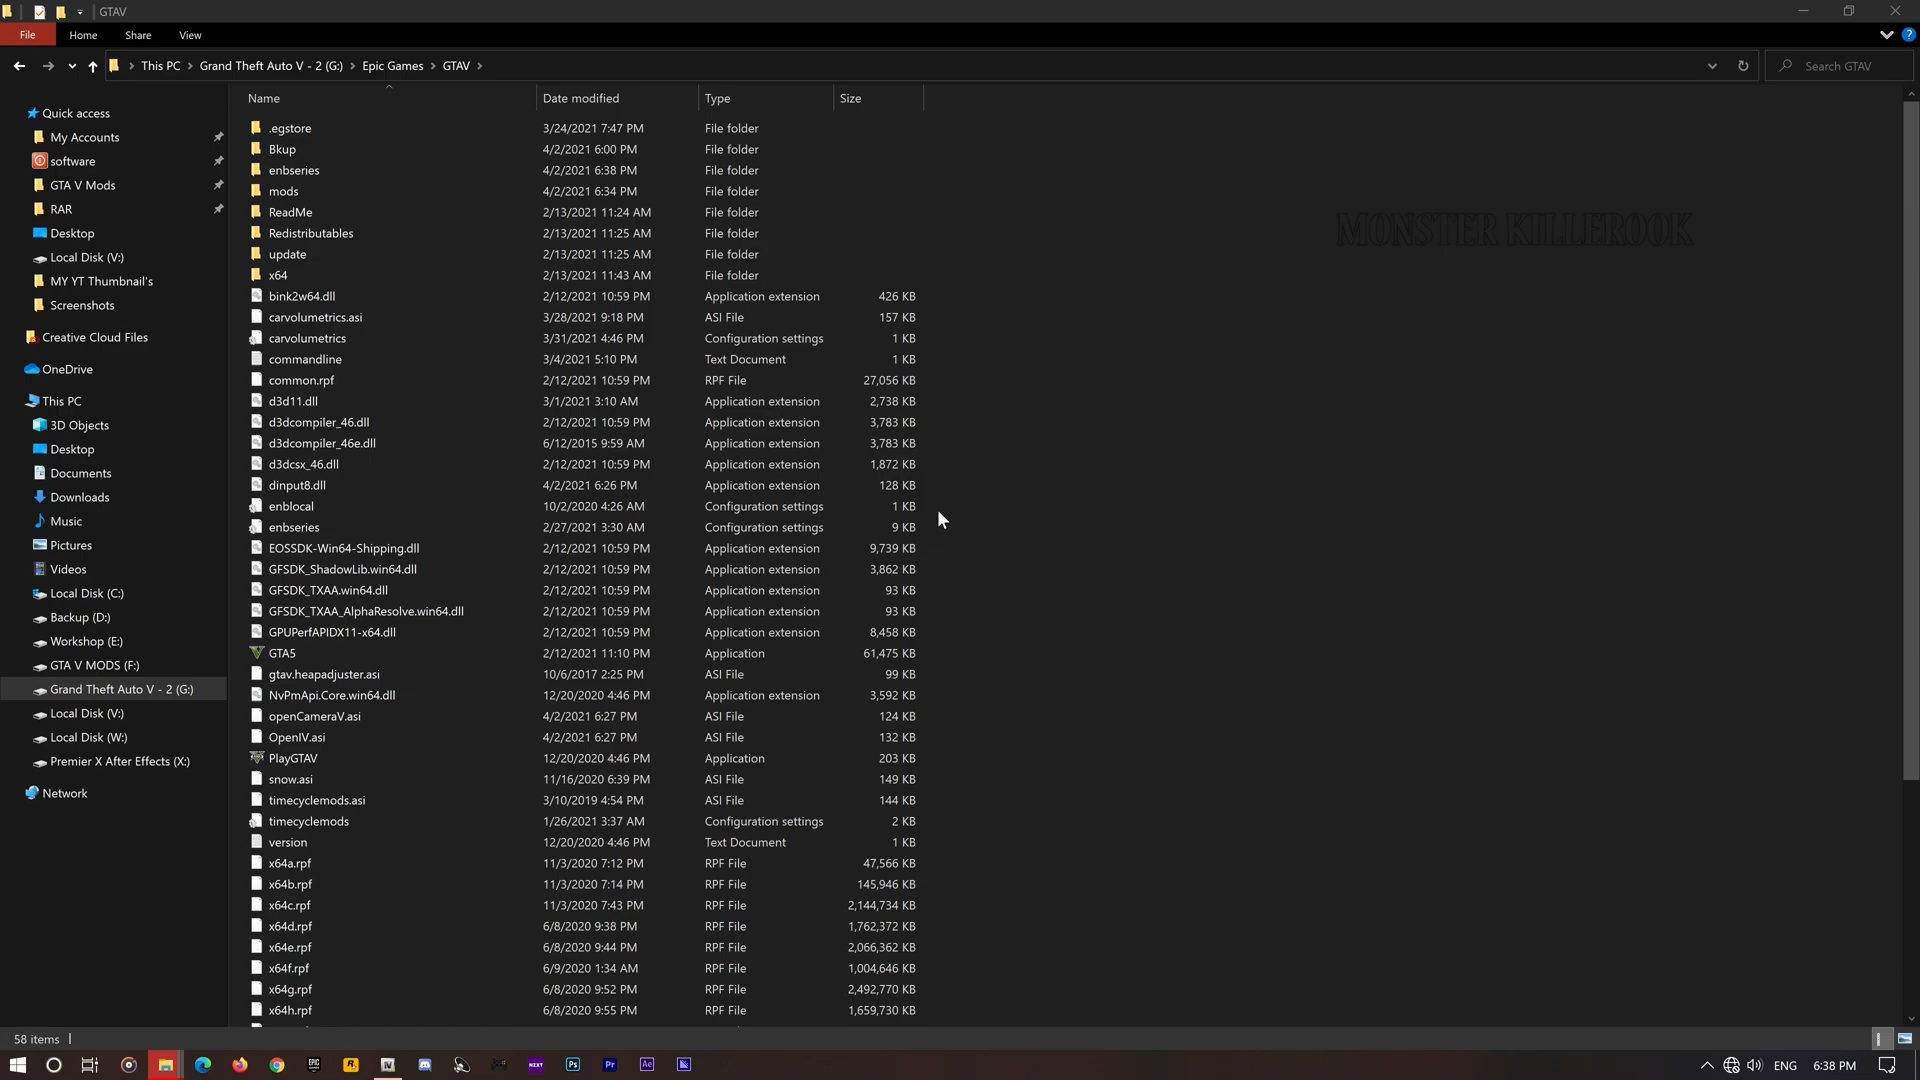 GTAV
File Home Share View
This PC Grand Theft Auto V - 2 (G:) Epic Games GTAV Search GTAV
Name Date modified Type Size
Quick access
My Accounts
software
GTA V Mods
RAR
Desktop
Local Disk (V:)
MY YT Thumbnail's
Screenshots
Creative Cloud Files
OneDrive
This PC
3D Objects
Desktop
Documents
Downloads
Music
Pictures
Videos
Local Disk (C:)
Backup (D:)
Workshop (E:)
GTA V MODS (F:)
Grand Theft Auto V - 2 (G:)
Local Disk (V:)
Local Disk (W:)
Premier X After Effects (X:)
Network
.egstore 3/24/2021 7:47 PM File folder
Bkup 4/2/2021 6:00 PM File folder
enbseries 4/2/2021 6:38 PM File folder
mods 4/2/2021 6:34 PM File folder
ReadMe 2/13/2021 11:24 AM File folder
Redistributables 2/13/2021 11:25 AM File folder
update 2/13/2021 11:25 AM File folder
x64 2/13/2021 11:43 AM File folder
bink2w64.dll 2/12/2021 10:59 PM Application extension 426 KB
carvolumetrics.asi 3/28/2021 9:18 PM ASI File 157 KB
carvolumetrics 3/31/2021 4:46 PM Configuration settings 1 KB
commandline 3/4/2021 5:10 PM Text Document 1 KB
common.rpf 2/12/2021 10:59 PM RPF File 27,056 KB
d3d11.dll 3/1/2021 3:10 AM Application extension 2,738 KB
d3dcompiler_46.dll 2/12/2021 10:59 PM Application extension 3,783 KB
d3dcompiler_46e.dll 6/12/2015 9:59 AM Application extension 3,783 KB
d3dcsx_46.dll 2/12/2021 10:59 PM Application extension 1,872 KB
dinput8.dll 4/2/2021 6:26 PM Application extension 128 KB
enblocal 10/2/2020 4:26 AM Configuration settings 1 KB
enbseries 2/27/2021 3:30 AM Configuration settings 9 KB
EOSSDK-Win64-Shipping.dll 2/12/2021 10:59 PM Application extension 9,739 KB
GFSDK_ShadowLib.win64.dll 2/12/2021 10:59 PM Application extension 3,862 KB
GFSDK_TXAA.win64.dll 2/12/2021 10:59 PM Application extension 93 KB
GFSDK_TXAA_AlphaResolve.win64.dll 2/12/2021 10:59 PM Application extension 93 KB
GPUPerfAPIDX11-x64.dll 2/12/2021 10:59 PM Application extension 8,458 KB
GTA5 2/12/2021 11:10 PM Application 61,475 KB
gtav.heapadjuster.asi 10/6/2017 2:25 PM ASI File 99 KB
NvPmApi.Core.win64.dll 12/20/2020 4:46 PM Application extension 3,592 KB
openCameraV.asi 4/2/2021 6:27 PM ASI File 124 KB
OpenIV.asi 4/2/2021 6:27 PM ASI File 132 KB
PlayGTAV 12/20/2020 4:46 PM Application 203 KB
snow.asi 11/16/2020 6:39 PM ASI File 149 KB
timecyclemods.asi 3/10/2019 4:54 PM ASI File 144 KB
timecyclemods 1/26/2021 3:37 AM Configuration settings 2 KB
version 12/20/2020 4:46 PM Text Document 1 KB
x64a.rpf 11/3/2020 7:12 PM RPF File 47,566 KB
x64b.rpf 11/3/2020 7:14 PM RPF File 145,946 KB
x64c.rpf 11/3/2020 7:43 PM RPF File 2,144,734 KB
x64d.rpf 6/8/2020 9:38 PM RPF File 1,762,372 KB
x64e.rpf 6/8/2020 9:44 PM RPF File 2,066,362 KB
x64f.rpf 6/9/2020 1:34 AM RPF File 1,004,646 KB
x64g.rpf 6/8/2020 9:52 PM RPF File 2,492,770 KB
x64h.rpf 6/8/2020 9:55 PM RPF File 1,659,730 KB
MONSTER KILLEROOK
58 items
ENG 6:38 PM